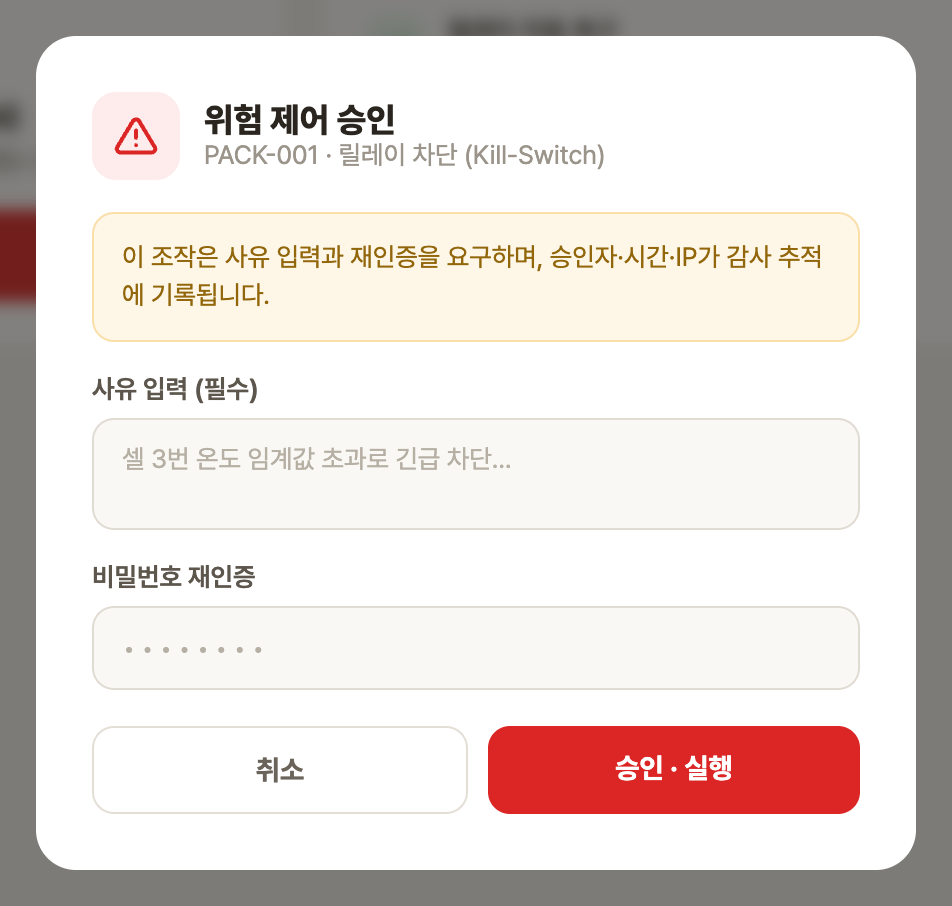 위험 제어 승인
PACK-001 · 릴레이 차단 (Kill-Switch)
이 조작은 사유 입력과 재인증을 요구하며, 승인자·시간·IP가 감사 추적
에 기록됩니다.
사유 입력 (필수)
셀 3번 온도 임계값 초과로 긴급 차단...
비밀번호 재인증
••••••••
취소
승인 · 실행